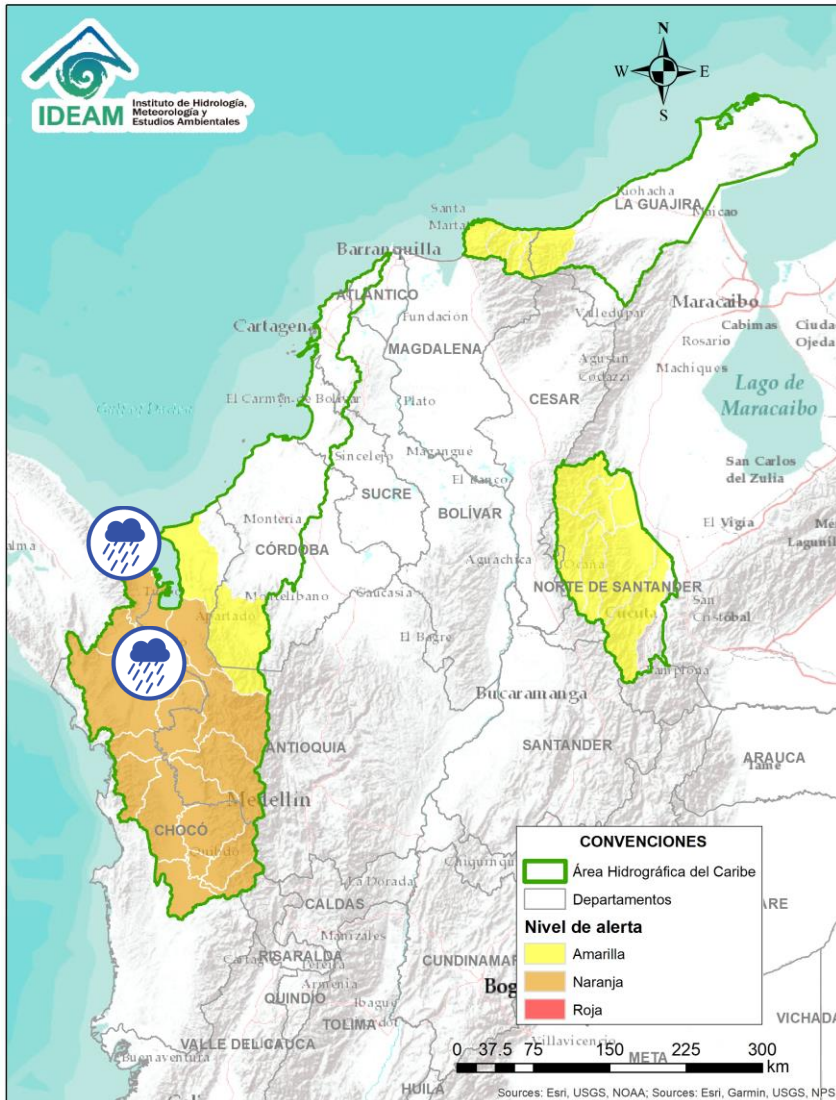 IDEAM
Instituto de Hidrología,
Meteorología y
Estudios Ambientales
N
W
E
S
Riohacha
LA GUAJIRA
Maicao
Santa
Marta
Barranquilla
ATLÁNTICO
Maracaibo
Cabimas
Ciudad
Ojeda
Fundación
Valledupar
Cartagena
Rosario
MAGDALENA
Machiques
Agustín
Codazzi
CESAR
Lago de
Maracaibo
El Carmen de Bolívar
Plato
Sincelejo
Magangué
San Carlos
del Zulia
El Banco
SUCRE
BOLÍVAR
Montería
El Vigía
CÓRDOBA
Aguachica
Ocaña
NORTE DE SANTANDER
Montelibano
Caucasia
Apartadó
Cúcuta
San
Cristóbal
El Bagre
Pamplona
Bucaramanga
ANTIOQUIA
SANTANDER
ARAUCA
Tame
Medellín
CHOCÓ
Quibdó
La Dorada
CALDAS
Manizales
RISARALDA
Pereira
Armenia
QUINDÍO
Ibagué
TOLIMA
VALLE DEL CAUCA
Buenaventura
HUILA
META
Villavicencio
VICHADA
CONVENCIONES
Área Hidrográfica del Caribe
Departamentos
Nivel de alerta
Amarilla
Naranja
Roja
0 37.5 75 150 225 300
km
Sources: Esri, USGS, NOAA; Sources: Esri, Garmin, USGS, NPS